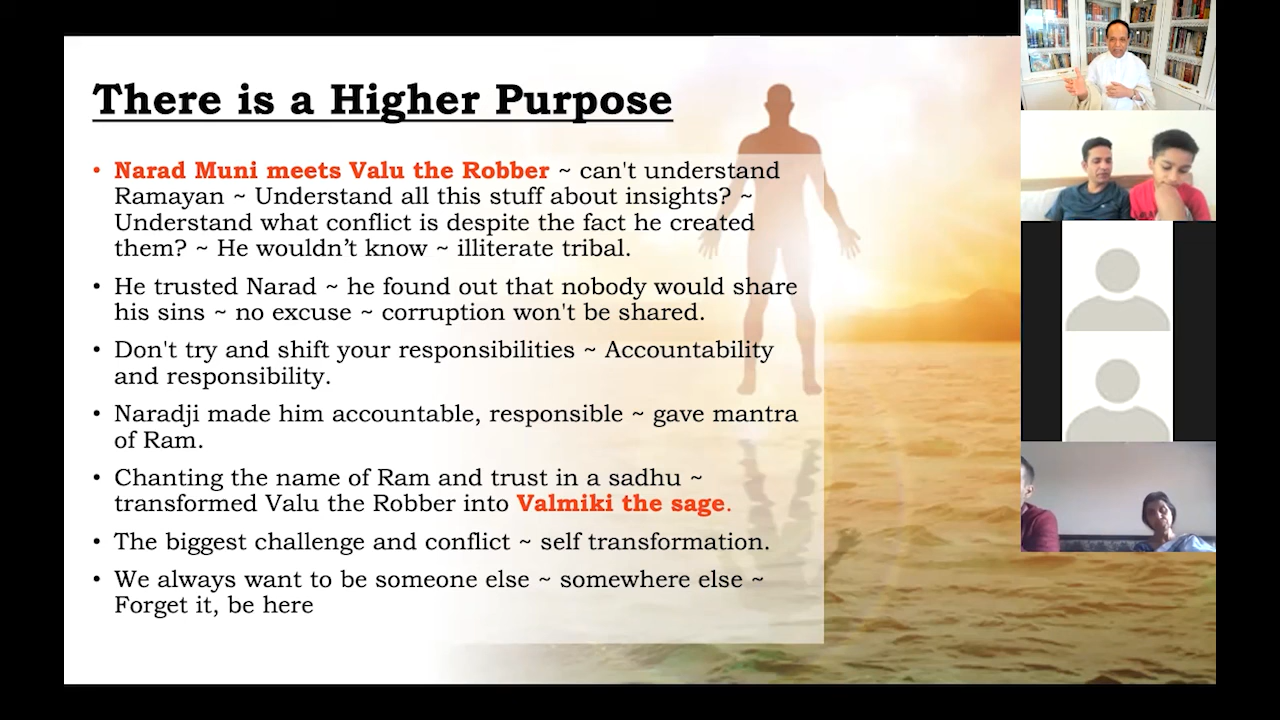 There is a Higher Purpose
• Narad Muni meets Valu the Robber ~ can't understand
Ramayan ~ Understand all this stuff about insights? ~
Understand what conflict is despite the fact he created
them? ~ He wouldn’t know ~ illiterate tribal.
• He trusted Narad ~ he found out that nobody would share
his sins ~ no excuse ~ corruption won't be shared.
• Don't try and shift your responsibilities ~ Accountability
and responsibility.
• Naradji made him accountable, responsible ~ gave mantra
of Ram.
• Chanting the name of Ram and trust in a sadhu ~
transformed Valu the Robber into Valmiki the sage.
• The biggest challenge and conflict ~ self transformation.
• We always want to be someone else ~ somewhere else ~
Forget it, be here